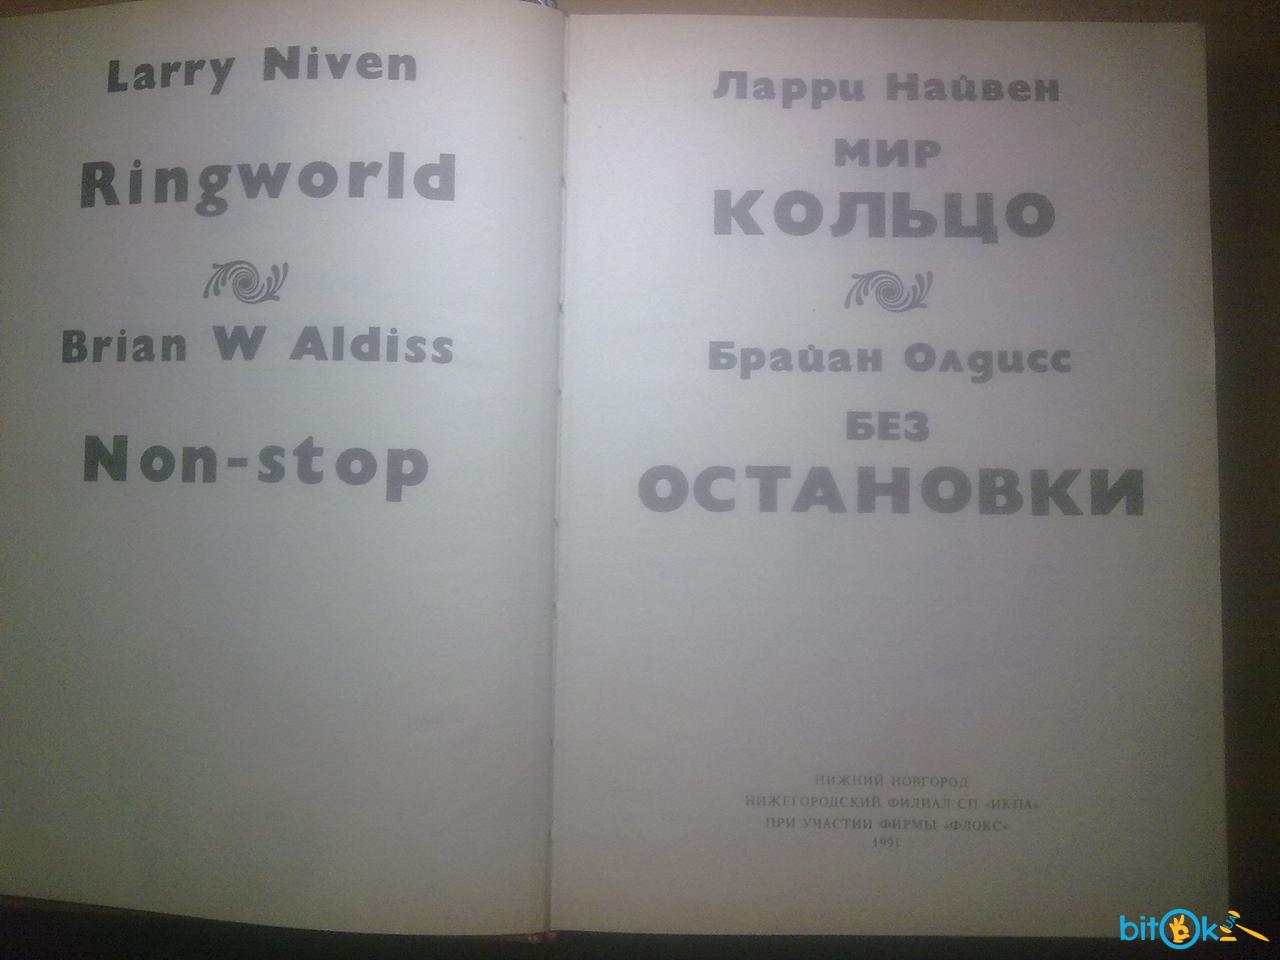 Larry Niven
Ringworld
Brian W Aldiss
Non-stop
Ларри Найвен
МИР
КОЛЬЦО
Брайан Олдисс
БЕЗ
ОСТАНОВКИ
НИЖНИЙ НОВГОРОД
НИЖЕГОРОДСКИЙ ФИЛИАЛ СП «ИКПА»
ПРИ УЧАСТИИ ФИРМЫ «ФЛОКС»
1991
bitOk UA